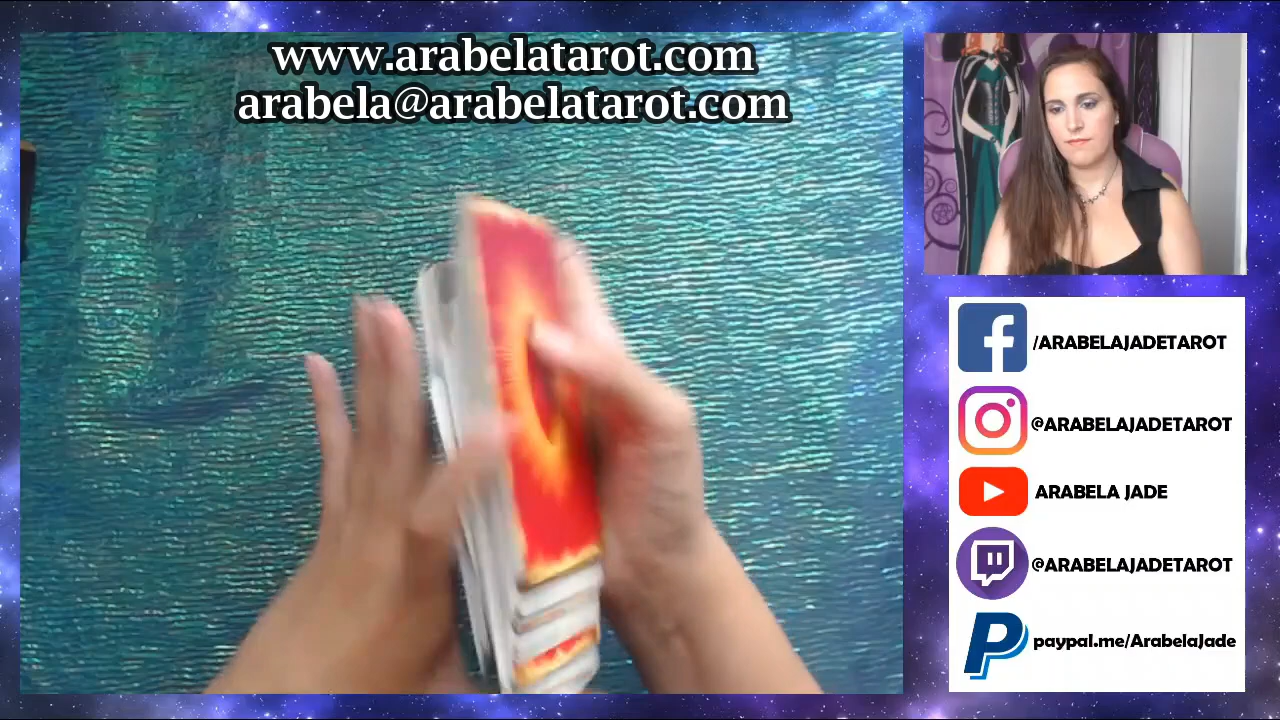 www.arabelatarot.com
arabela@arabelatarot.com
/ARABELAJADETAROT
@ARABELAJADETAROT
ARABELA JADE
@ARABELAJADETAROT
paypal.me/ArabelaJade